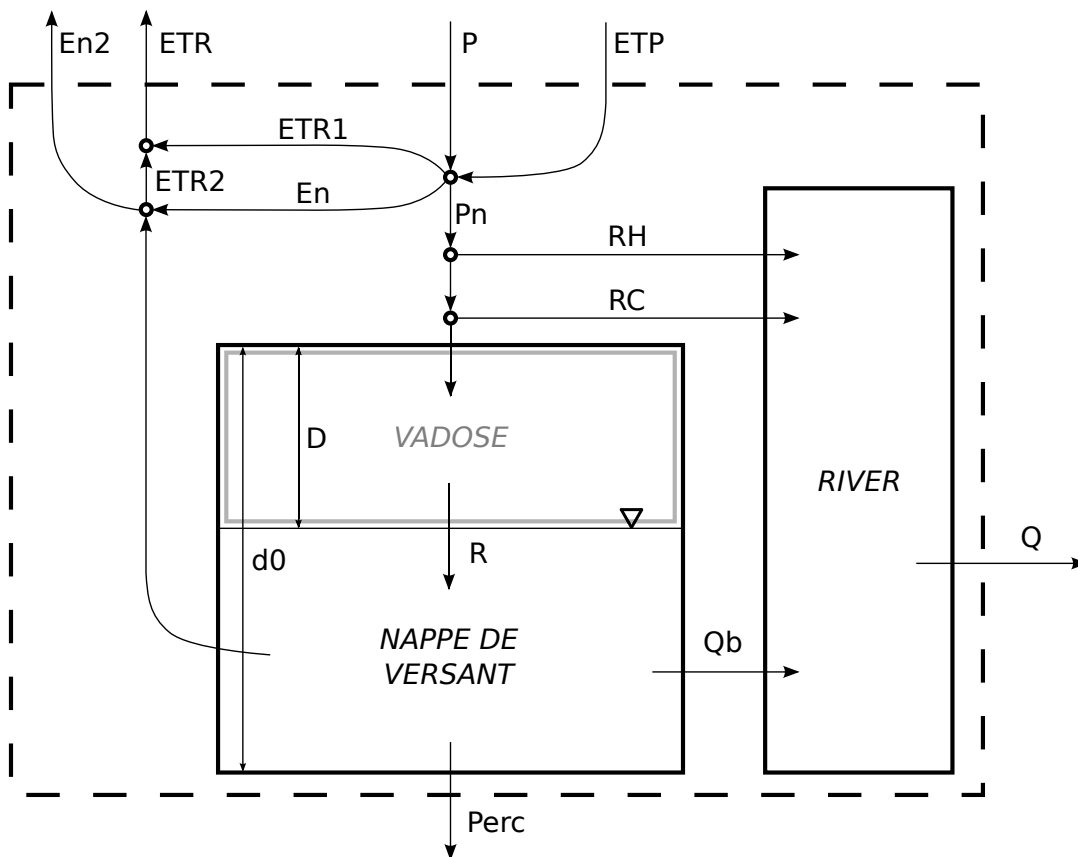 En2
ETR
P
ETP
ETR1
ETR2
En
Pn
RH
RC
VADOSE
D
RIVER
R
d0
Q
NAPPE DE
VERSANT
Qb
Perc